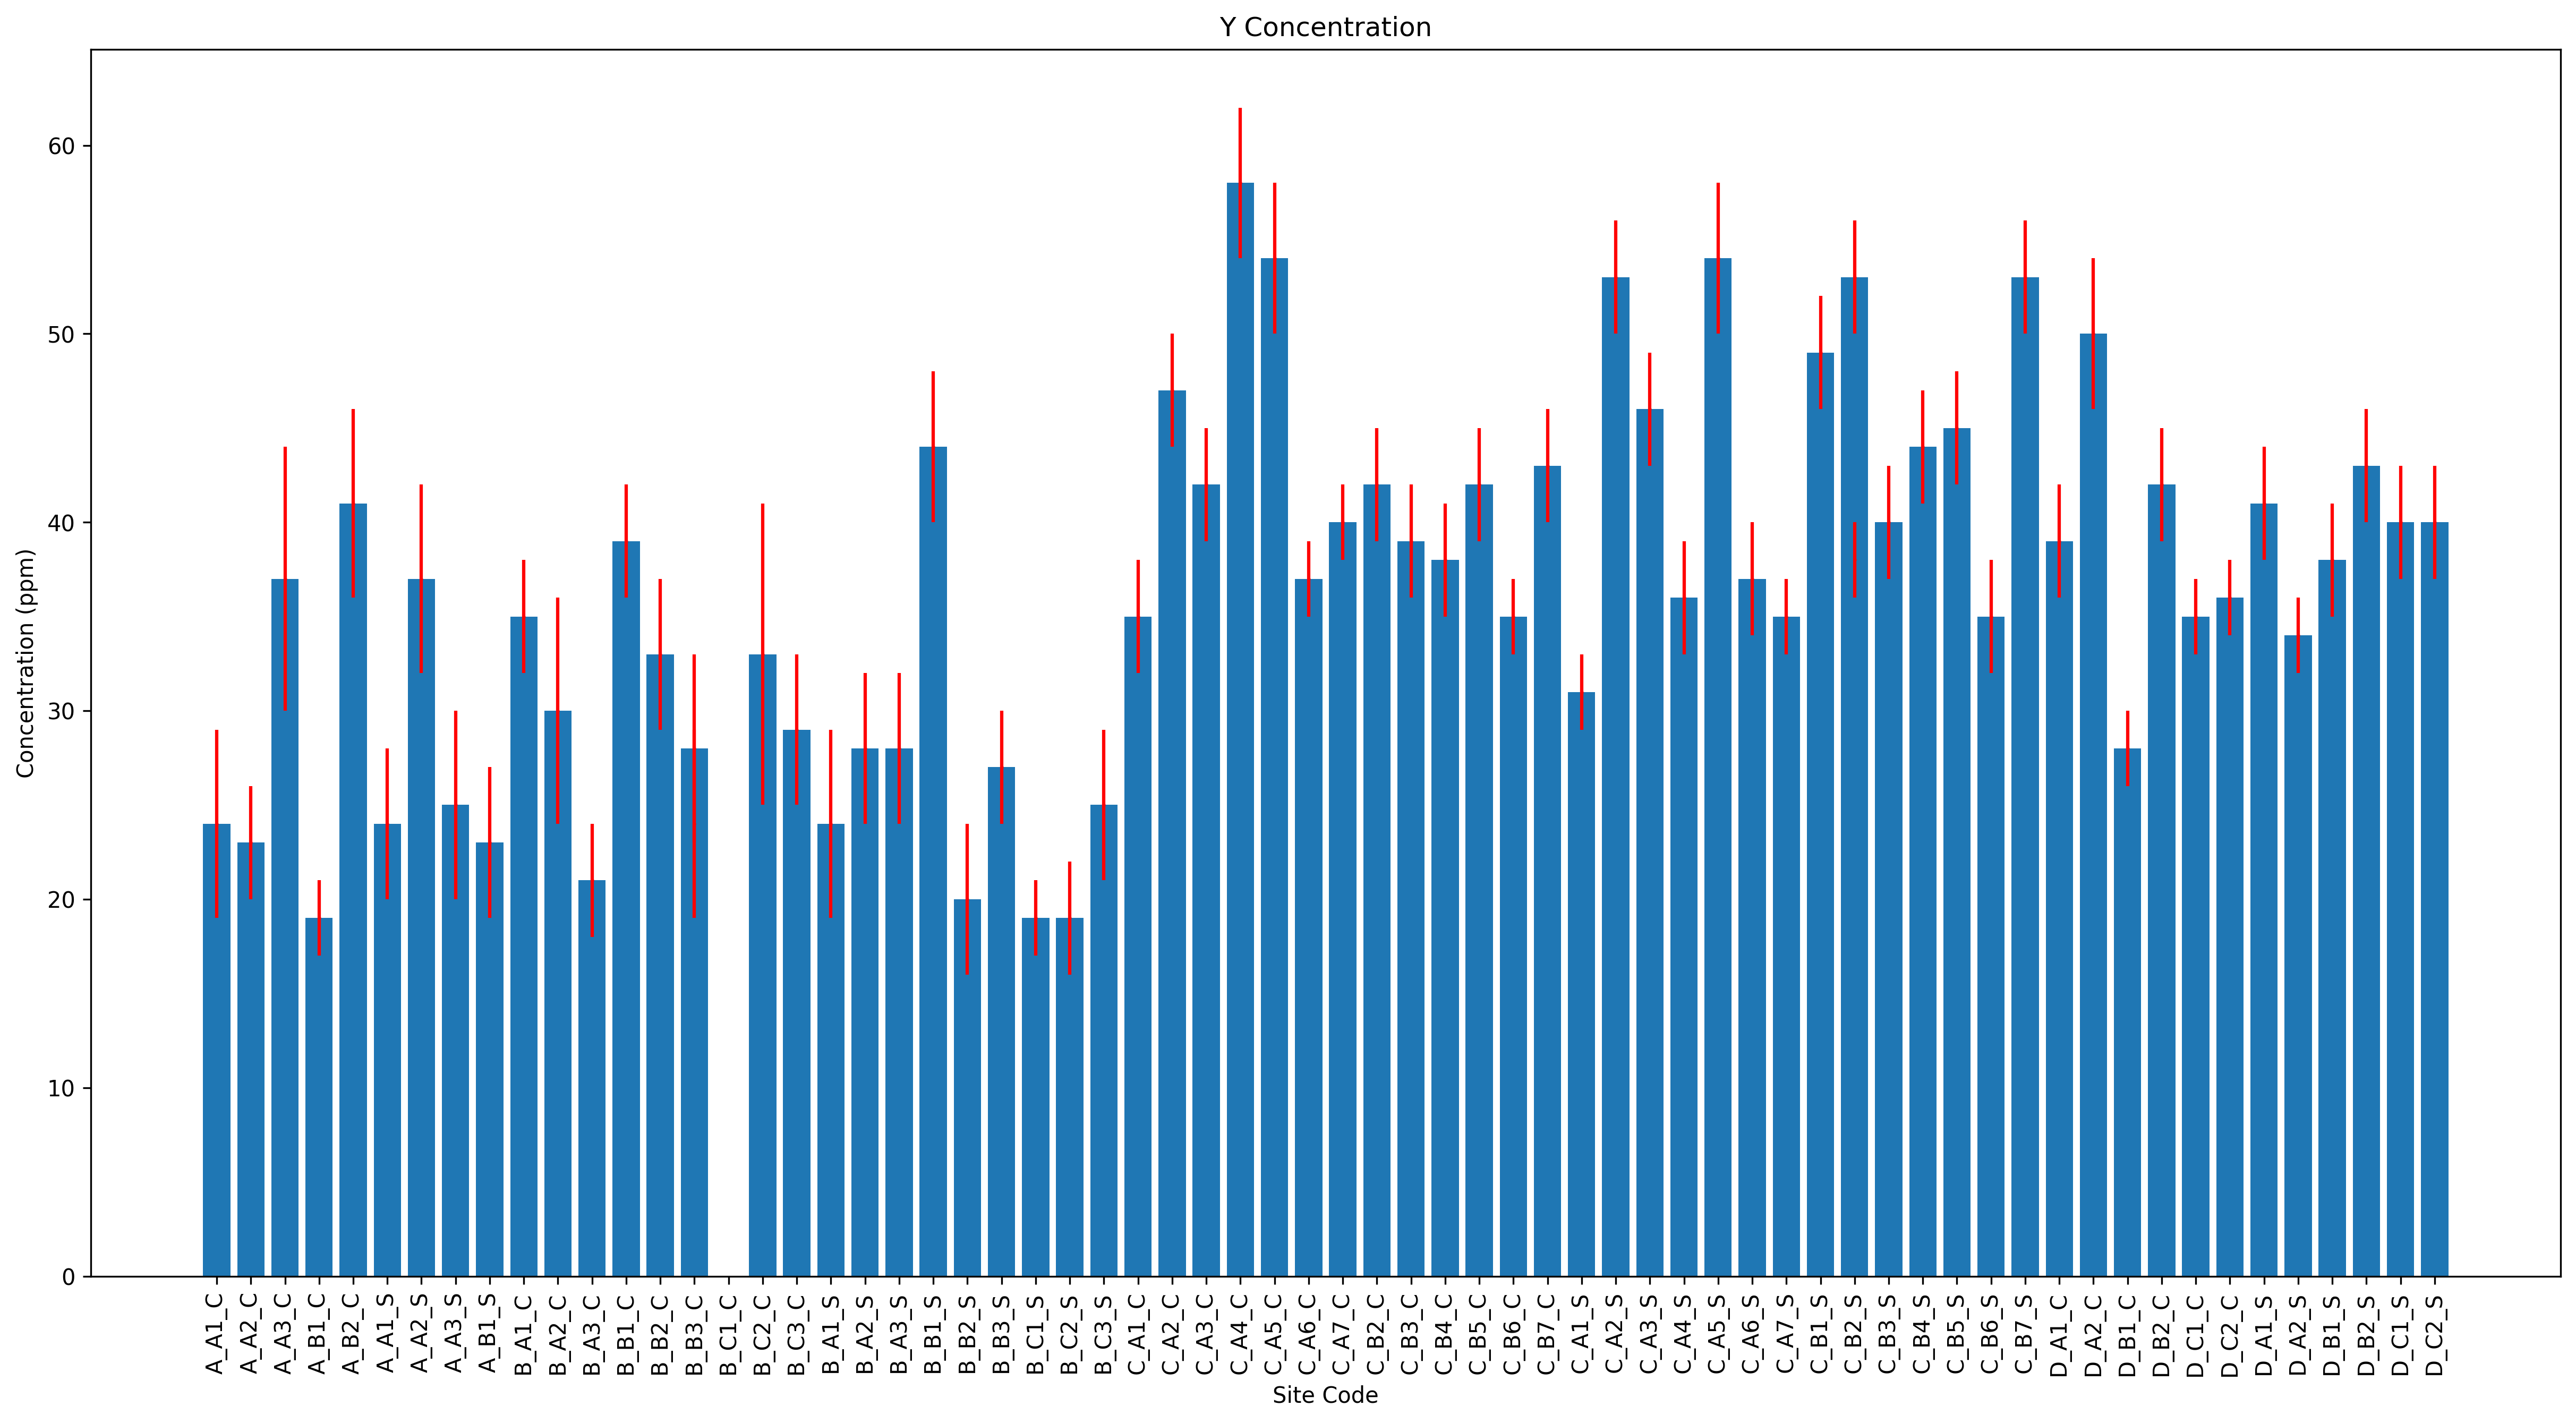 Y Concentration
Concentration (ppm)
60
50
40
30
20
10
0
A_A1_C
A_A2_C
A_A3_C
A_B1_C
A_B2_C
A_A1_S
A_A2_S
A_A3_S
A_B1_S
B_A1_C
B_A2_C
B_A3_C
B_B1_C
B_B2_C
B_B3_C
B_C1_C
B_C2_C
B_C3_C
B_A1_S
B_A2_S
B_A3_S
B_B1_S
B_B2_S
B_B3_S
B_C1_S
B_C2_S
B_C3_S
C_A1_C
C_A2_C
C_A3_C
C_A4_C
C_A5_C
C_A6_C
C_A7_C
C_B2_C
C_B3_C
C_B4_C
C_B5_C
C_B6_C
C_B7_C
C_A1_S
C_A2_S
C_A3_S
C_A4_S
C_A5_S
C_A6_S
C_A7_S
C_B1_S
C_B2_S
C_B3_S
C_B4_S
C_B5_S
C_B6_S
C_B7_S
D_A1_C
D_A2_C
D_B1_C
D_B2_C
D_C1_C
D_C2_C
D_A1_S
D_A2_S
D_B1_S
D_B2_S
D_C1_S
D_C2_S
Site Code